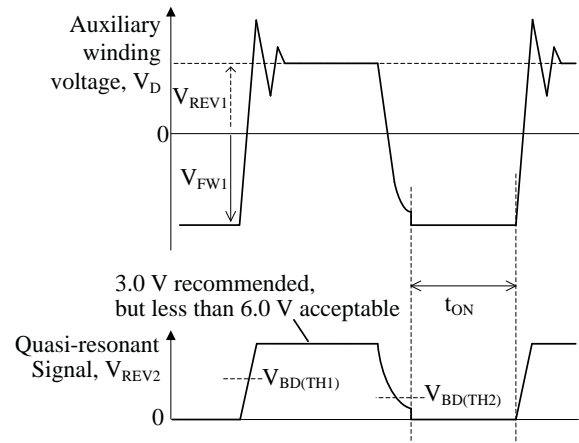 Auxiliary
winding
voltage, V_D
V_REV1
0
V_FW1
3.0 V recommended,
but less than 6.0 V acceptable
t_ON
Quasi-resonant
Signal, V_REV2
V_BD(TH1)
V_BD(TH2)
0